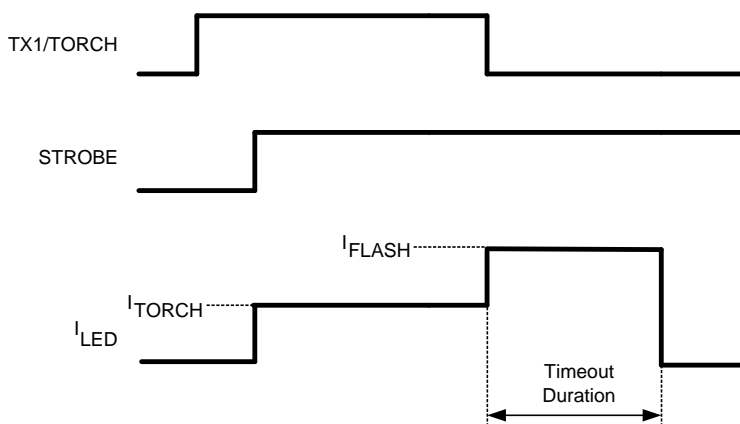 TX1/TORCH
STROBE
IFLASH
ITORCH
ILED
Timeout
Duration